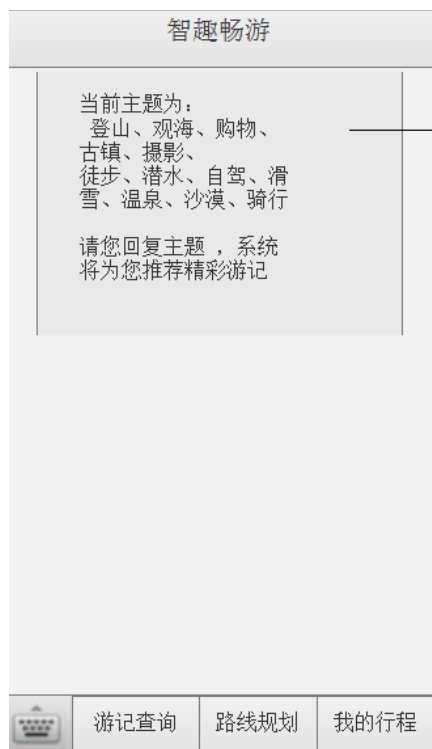 智趣畅游
当前主题为：
登山、观海、购物、
古镇、摄影、
徒步、潜水、自驾、滑
雪、温泉、沙漠、骑行
请您回复主题 ，系统
将为您推荐精彩游记
游记查询 路线规划 我的行程